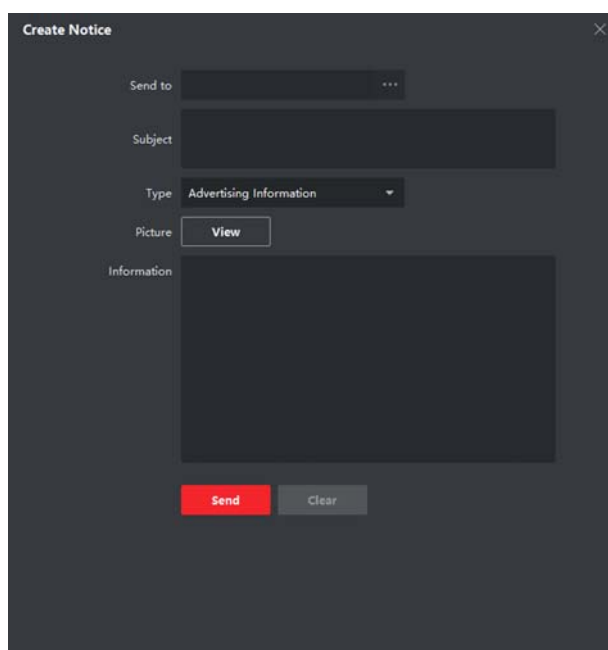 Create Notice
Send to
Subject
Type Advertising Information
Picture View
Information
Send Clear